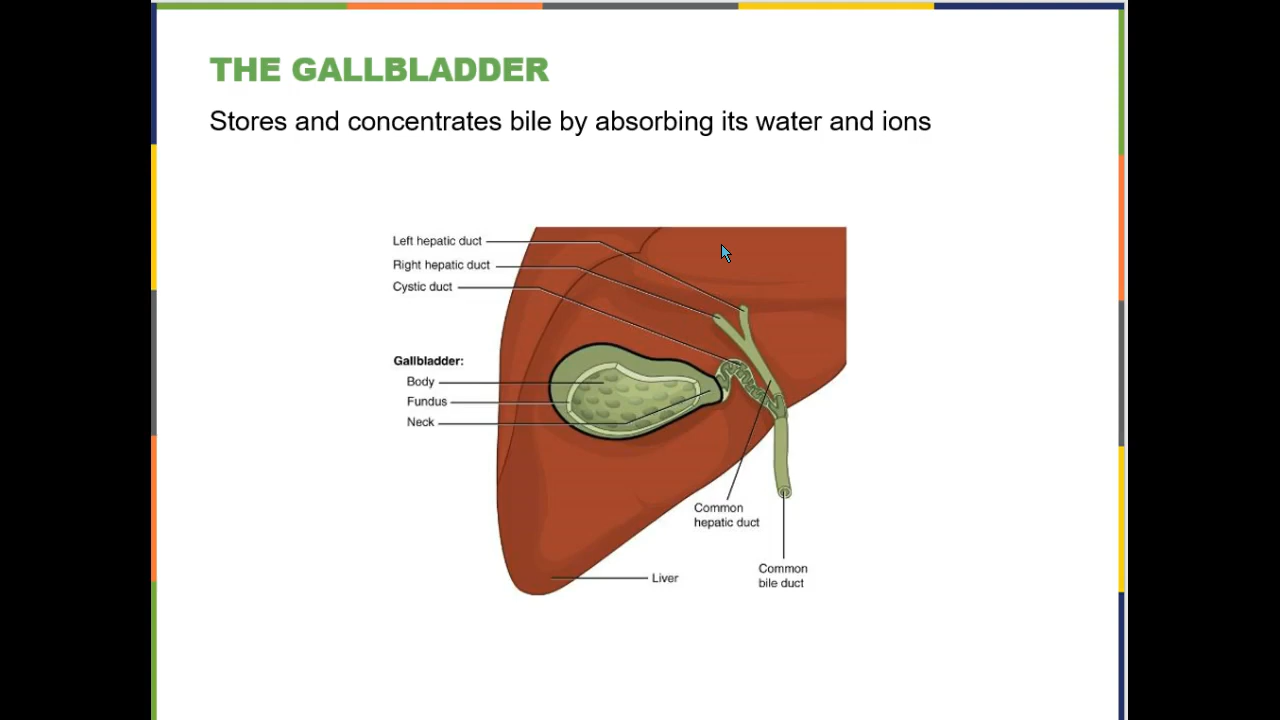 THE GALLBLADDER
Stores and concentrates bile by absorbing its water and ions
Left hepatic duct
Right hepatic duct
Cystic duct
Gallbladder:
Body
Fundus
Neck
Common
hepatic duct
Common
bile duct
Liver